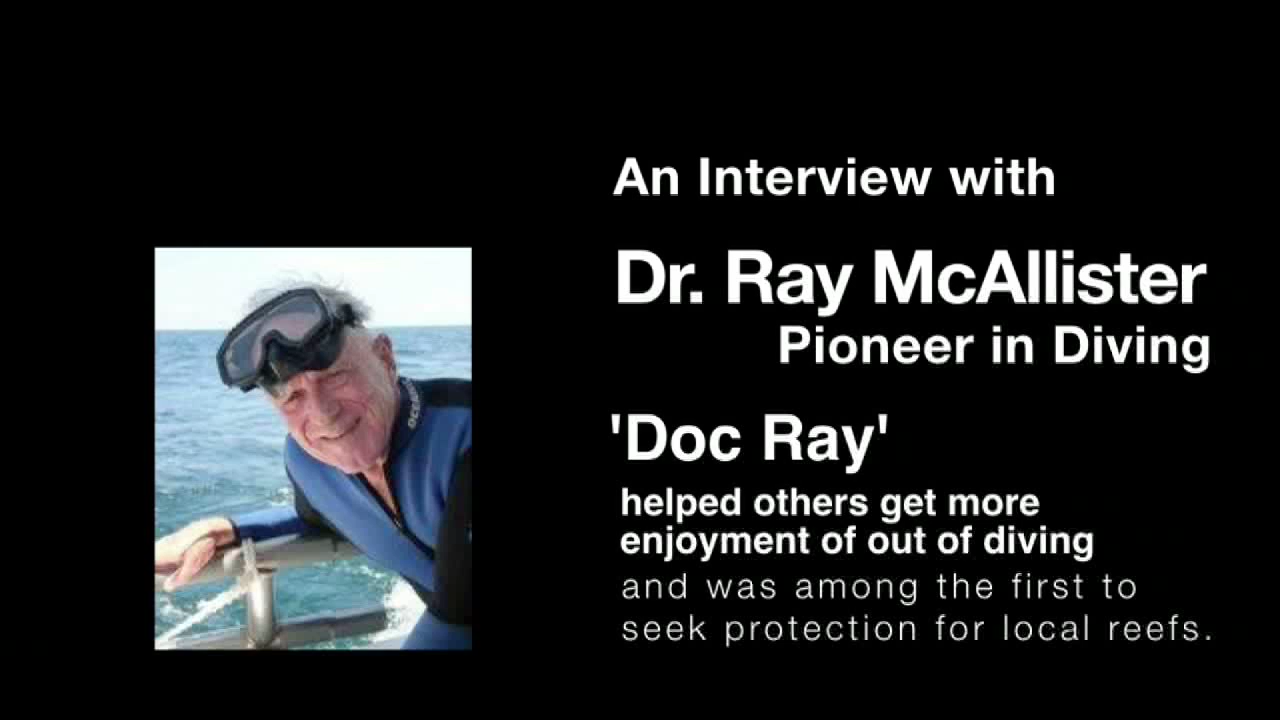 An Interview with
Dr. Ray McAllister
Pioneer in Diving
'Doc Ray'
helped others get more
enjoyment of out of diving
and was among the first to
seek protection for local reefs.